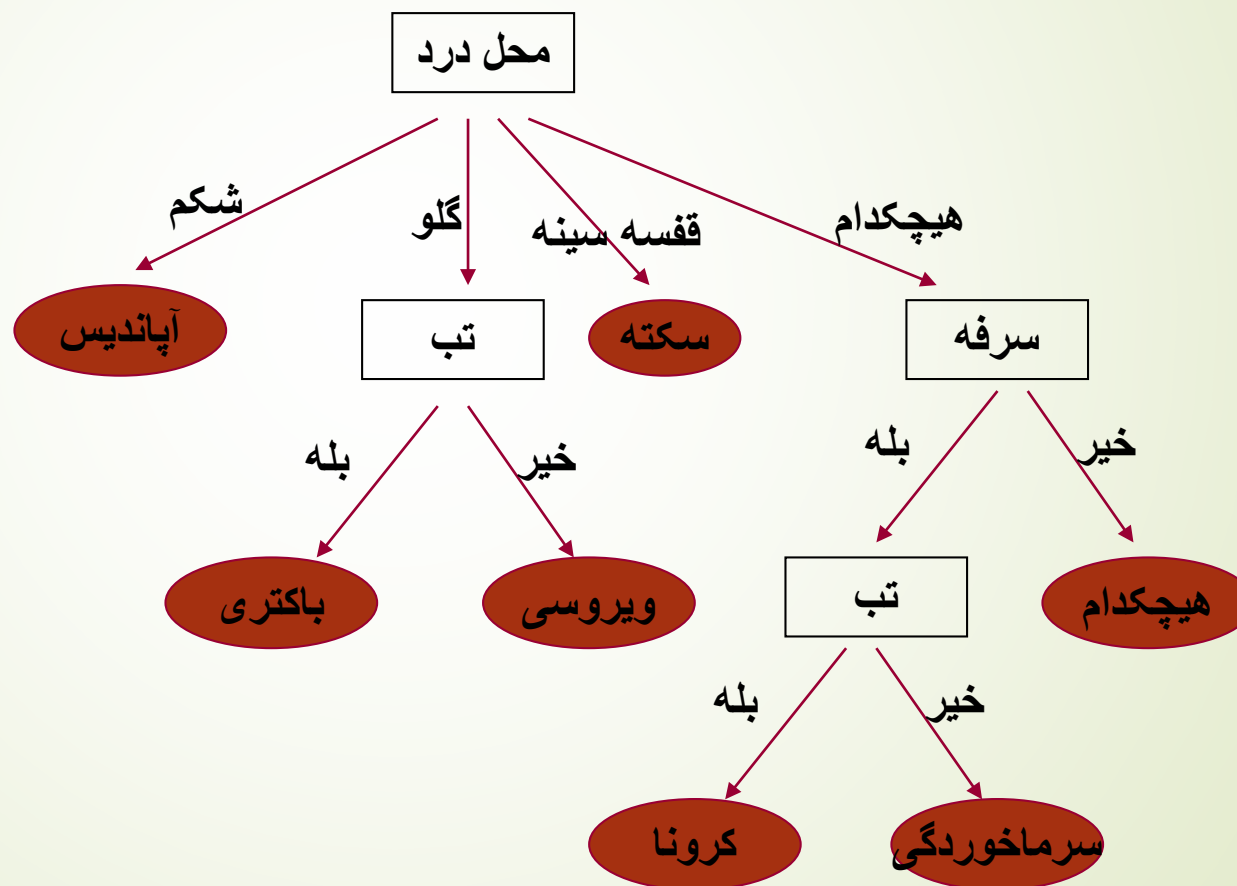 محل درد
شکم
گلو
قفسه سینه
هیچکدام
آپاندیس
تب
سکته
سرفه
بله
خیر
بله
خیر
باکتری
ویروسی
تب
هیچکدام
بله
خیر
کرونا
سرماخوردگی